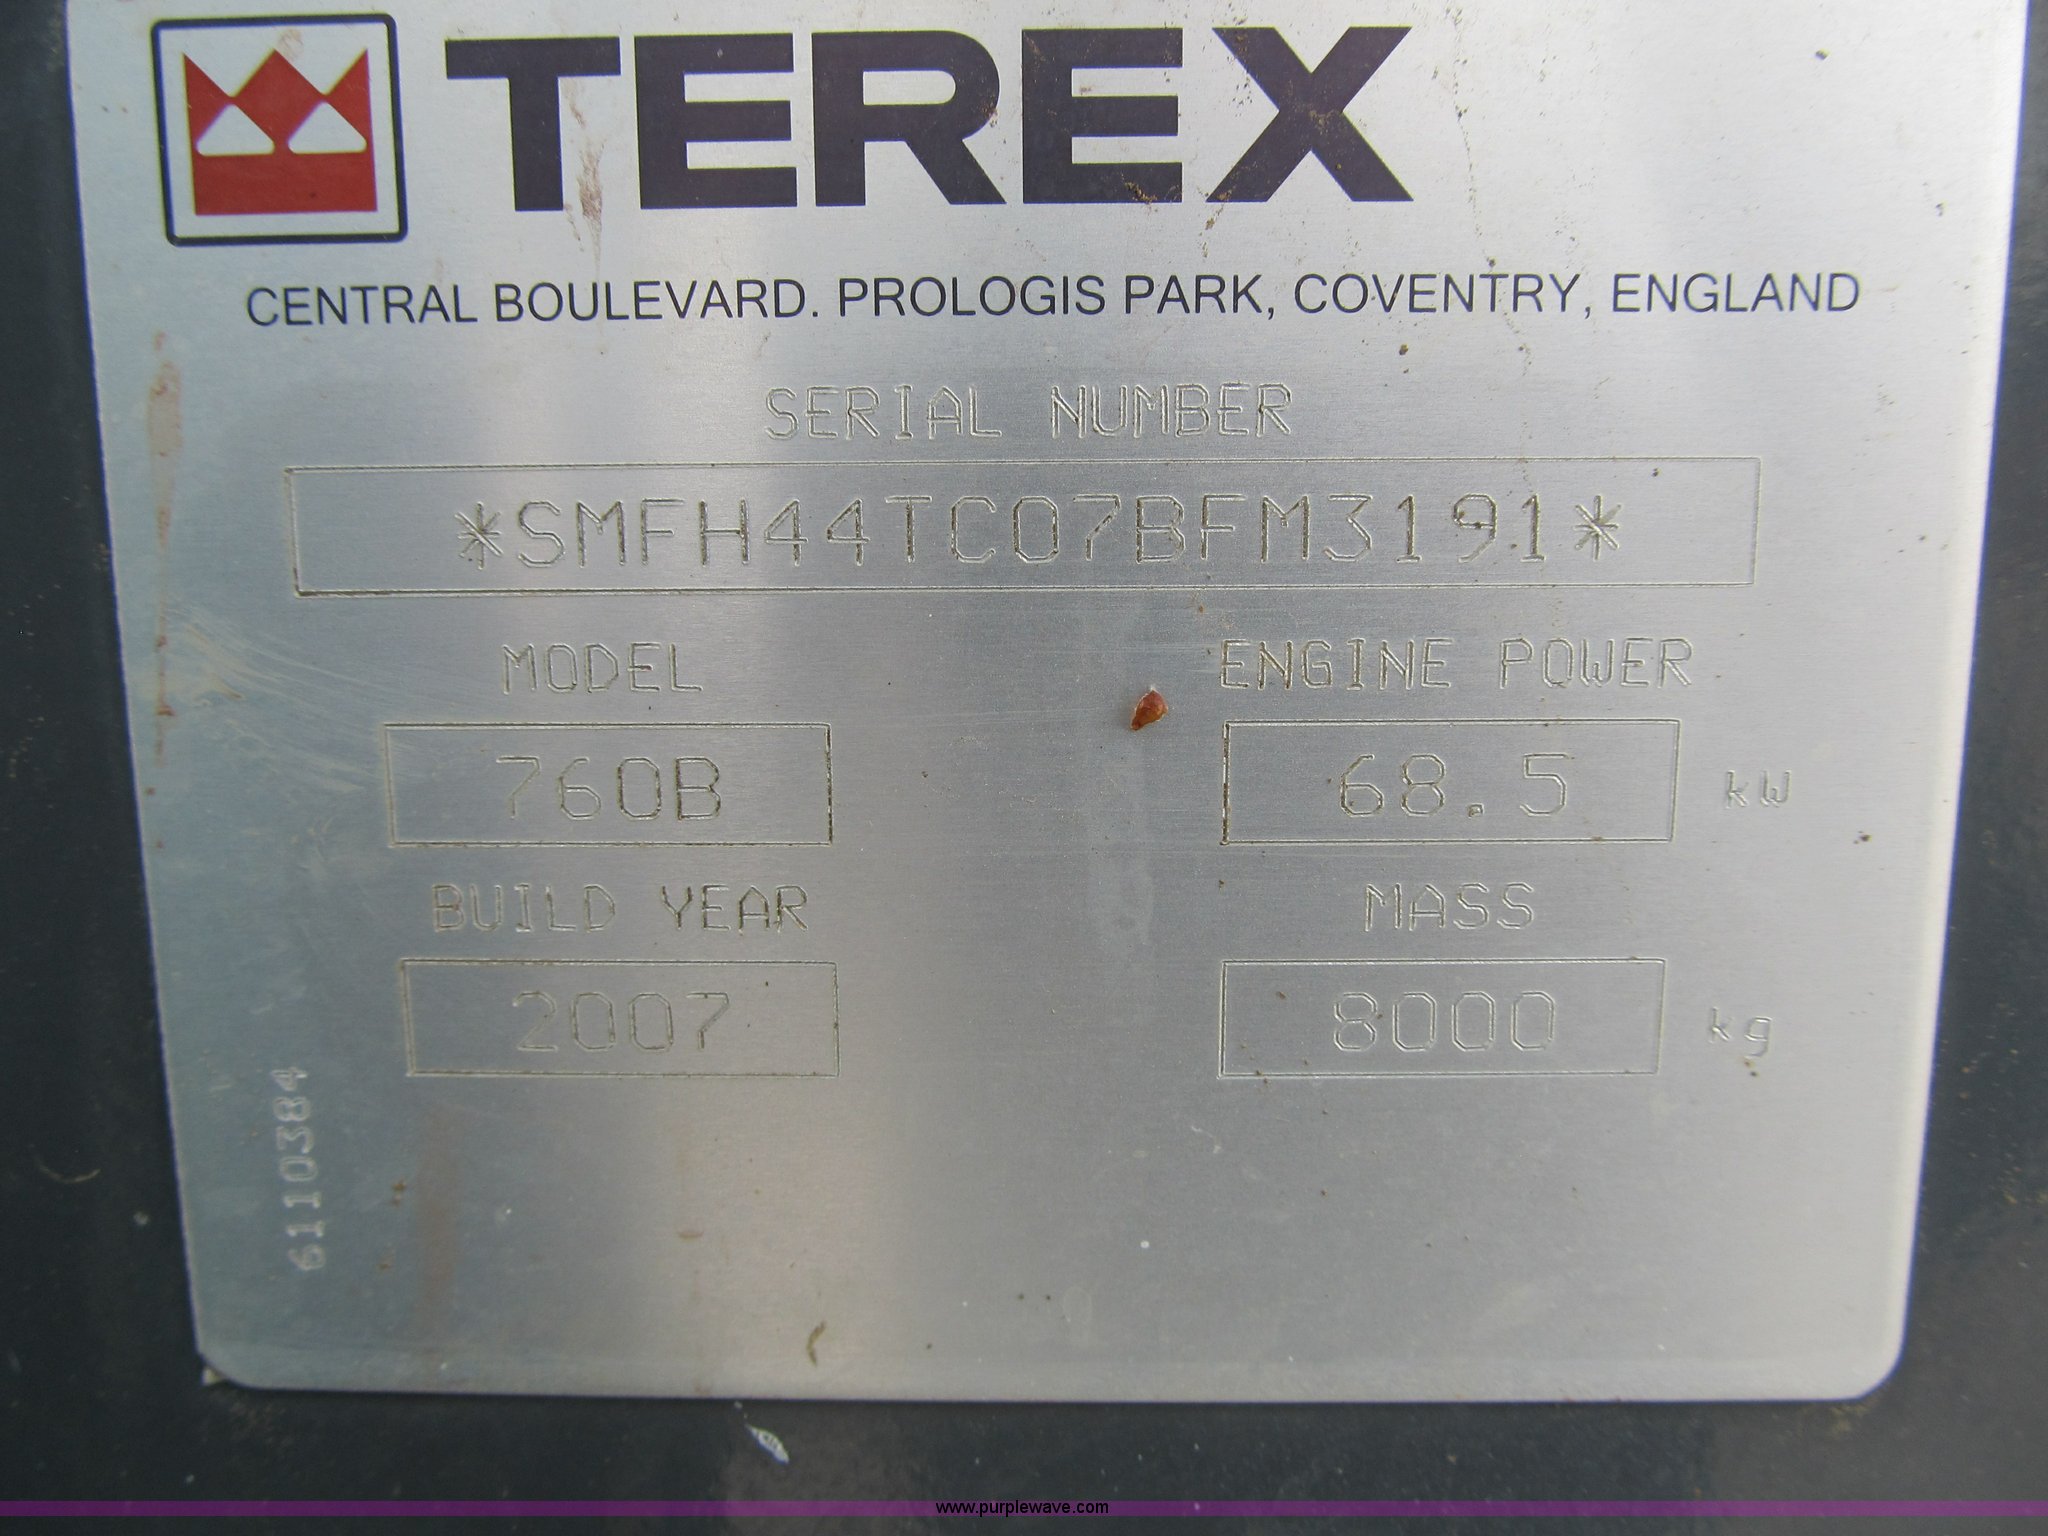 TEREX
CENTRAL BOULEVARD. PROLOGIS PARK, COVENTRY, ENGLAND
SERIAL NUMBER
*SMFH44TC07BFM3191*
MODEL
ENGINE POWER
760B
68.5 kW
BUILD YEAR
MASS
2007
8000 kg
6110384
www.purplewave.com